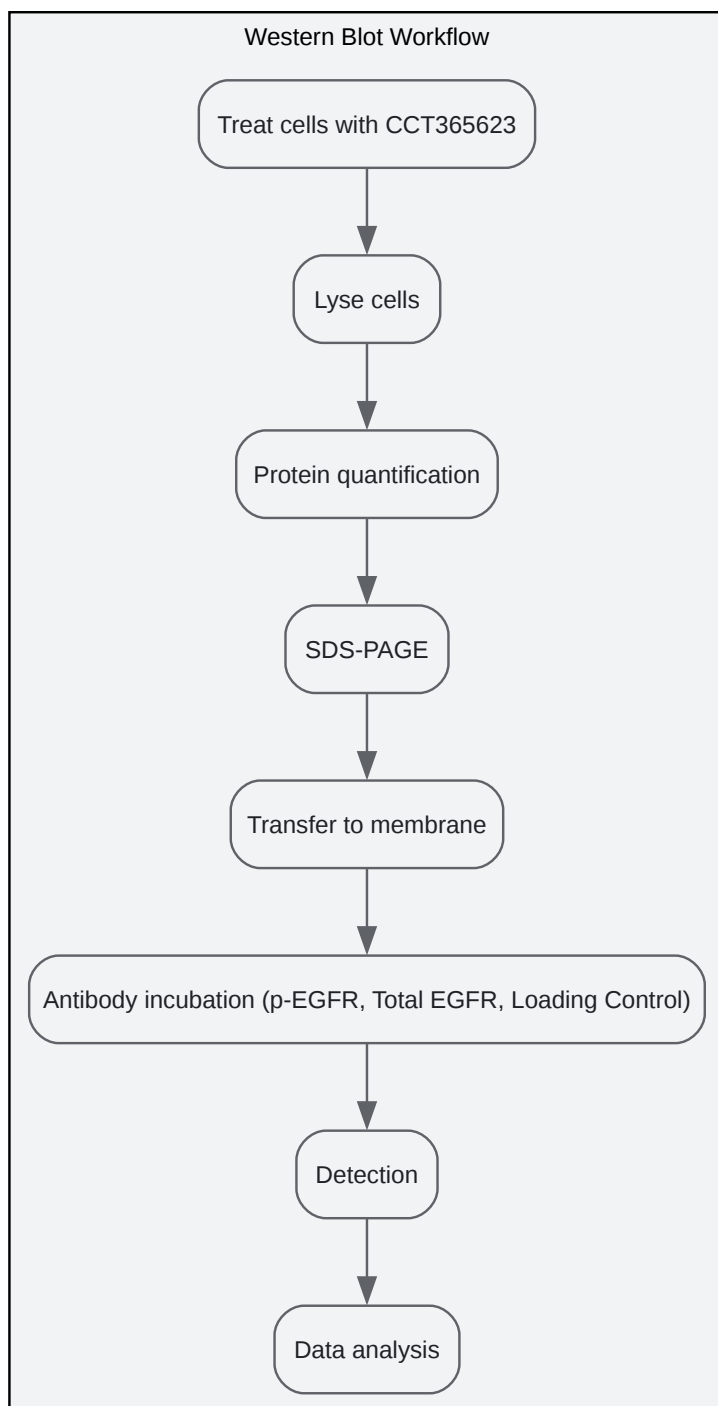 Western Blot Workflow
Treat cells with CCT365623
Lyse cells
Protein quantification
SDS-PAGE
Transfer to membrane
Antibody incubation (p-EGFR, Total EGFR, Loading Control)
Detection
Data analysis